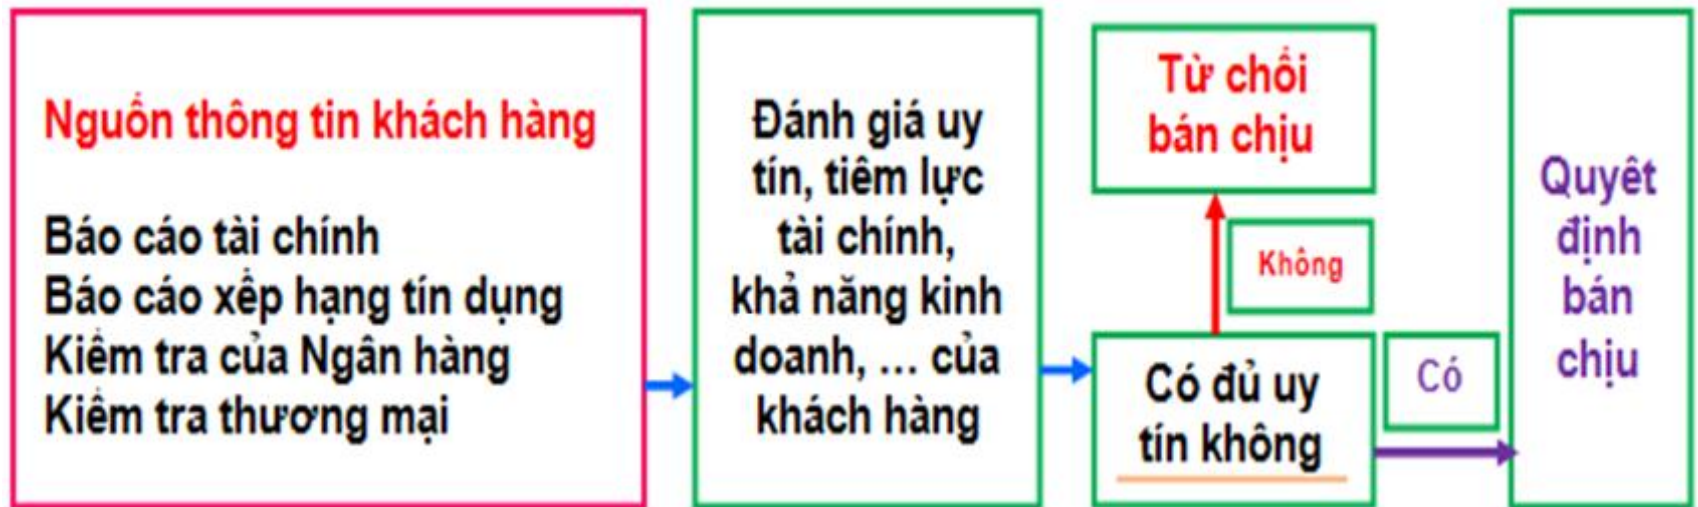 Nguồn thông tin khách hàng
Báo cáo tài chính
Báo cáo xếp hạng tín dụng
Kiểm tra của Ngân hàng
Kiểm tra thương mại
Đánh giá uy
tín, tiềm lực
tài chính,
khả năng kinh
doanh, ... của
khách hàng
Từ chối
bán chịu
Không
Có đủ uy
tín không
Có
Quyết
định
bán
chịu